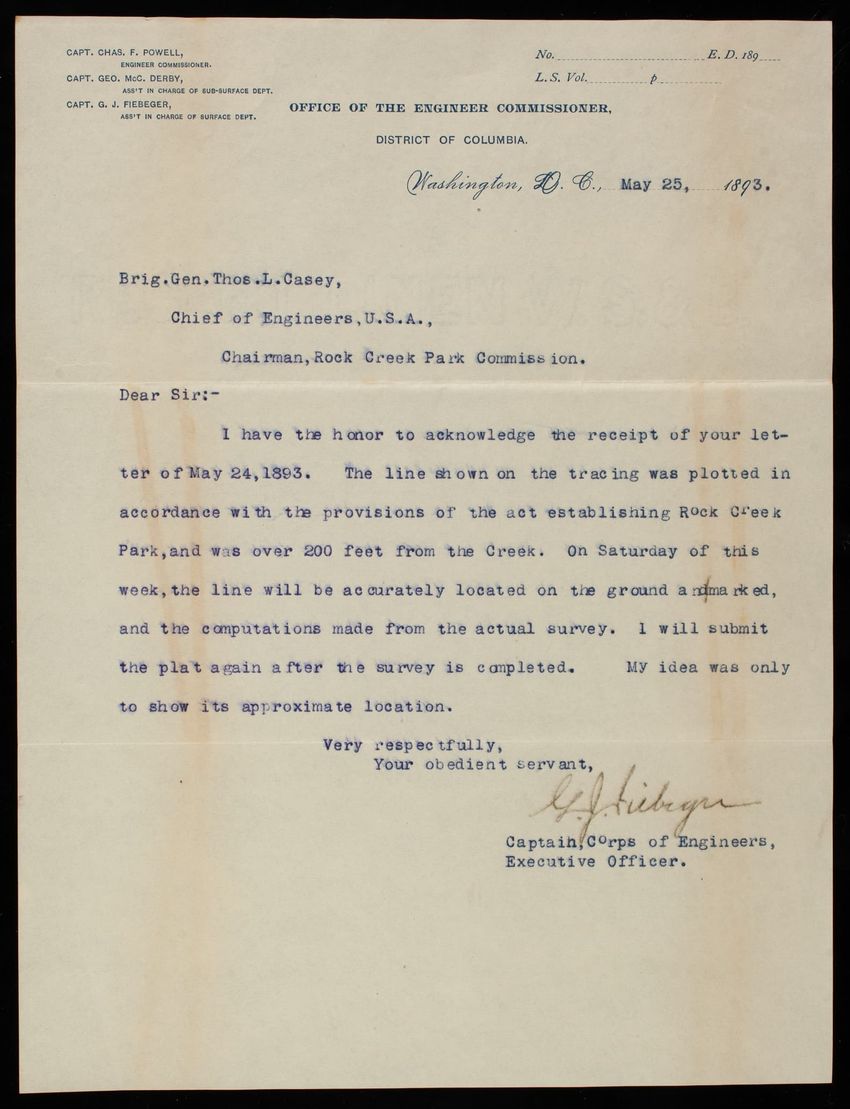 CAPT. CHAS. F. POWELL,
ENGINEER COMMISSIONER.
CAPT. GEO. McC. DERBY,
ASS'T IN CHARGE OF SUB-SURFACE DEPT.
CAPT. G. J. FIEBEGER,
ASS'T IN CHARGE OF SURFACE DEPT.
No. E. D. 189
L. S. Vol. p
OFFICE OF THE ENGINEER COMMISSIONER,
DISTRICT OF COLUMBIA.
Washington, D. C., May 25, 1893.
Brig.Gen.Thos.L.Casey,
Chief of Engineers,U.S.A.,
Chairman,Rock Creek Park Commission.
Dear Sir:-
I have the honor to acknowledge the receipt of your let-
ter of May 24,1893. The line shown on the tracing was plotted in
accordance with the provisions of the act establishing Rock Creek
Park,and was over 200 feet from the Creek. On Saturday of this
week,the line will be accurately located on the ground and/marked,
and the computations made from the actual survey. I will submit
the plat again after the survey is completed. My idea was only
to show its approximate location.
Very respectfully,
Your obedient servant,
G. J. Fiebeger
Captain,Corps of Engineers,
Executive Officer.